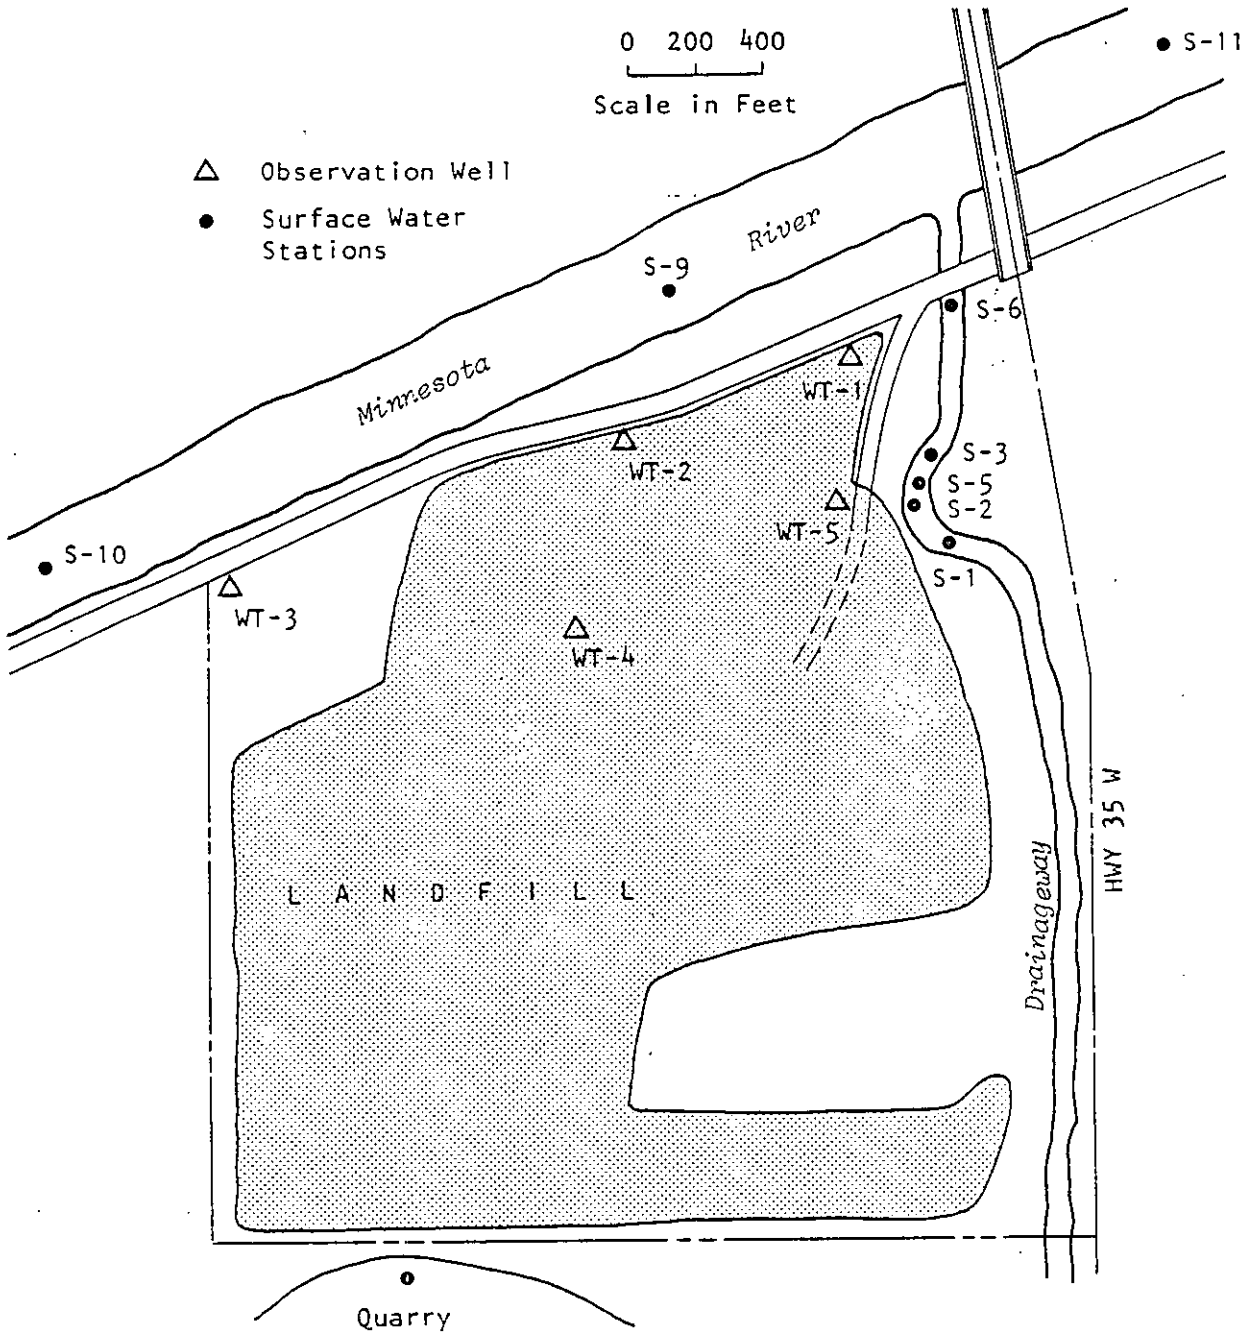 0 200 400
Scale in Feet
S-11
Observation Well
Surface Water
Stations
River
S-9
S-6
Minnesota
WT-1
S-3
WT-2
S-5
S-2
WT-5
S-10
S-1
WT-3
WT-4
HWY 35 W
LANDFILL
Drainageway
Quarry